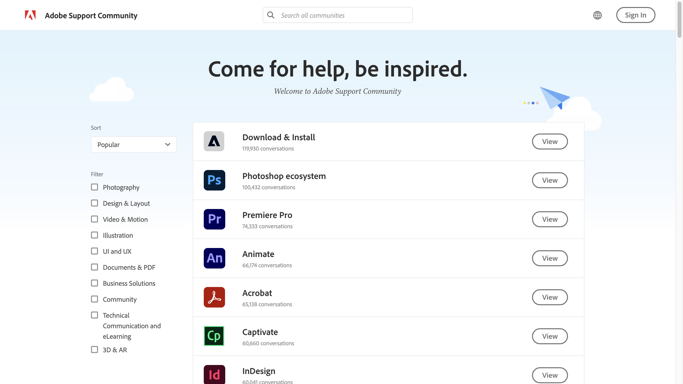 Adobe Support Community
Search all communities
Sign In
Come for help, be inspired.
Welcome to Adobe Support Community
Sort
Popular
Filter
Photography
Design & Layout
Video & Motion
Illustration
UI and UX
Documents & PDF
Business Solutions
Community
Technical
Communication and
eLearning
3D & AR
Download & Install
119,930 conversations
View
Ps
Photoshop ecosystem
100,432 conversations
View
Pr
Premiere Pro
74,333 conversations
View
An
Animate
66,174 conversations
View
Acrobat
65,138 conversations
View
Cp
Captivate
60,660 conversations
View
Id
InDesign
60,041 conversations
View